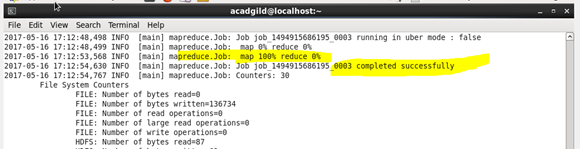 acadgild@localhost:~
File Edit View Search Terminal Help
2017-05-16 17:12:48,498 INFO [main] mapreduce.Job: Job job_1494915686195_0003 running in uber mode : false
2017-05-16 17:12:48,499 INFO [main] mapreduce.Job: map 0% reduce 0%
2017-05-16 17:12:53,568 INFO [main] mapreduce.Job: map 100% reduce 0%
2017-05-16 17:12:54,630 INFO [main] mapreduce.Job: Job job_1494915686195_0003 completed successfully
2017-05-16 17:12:54,767 INFO [main] mapreduce.Job: Counters: 30
File System Counters
FILE: Number of bytes read=0
FILE: Number of bytes written=136734
FILE: Number of read operations=0
FILE: Number of large read operations=0
FILE: Number of write operations=0
HDFS: Number of bytes read=87